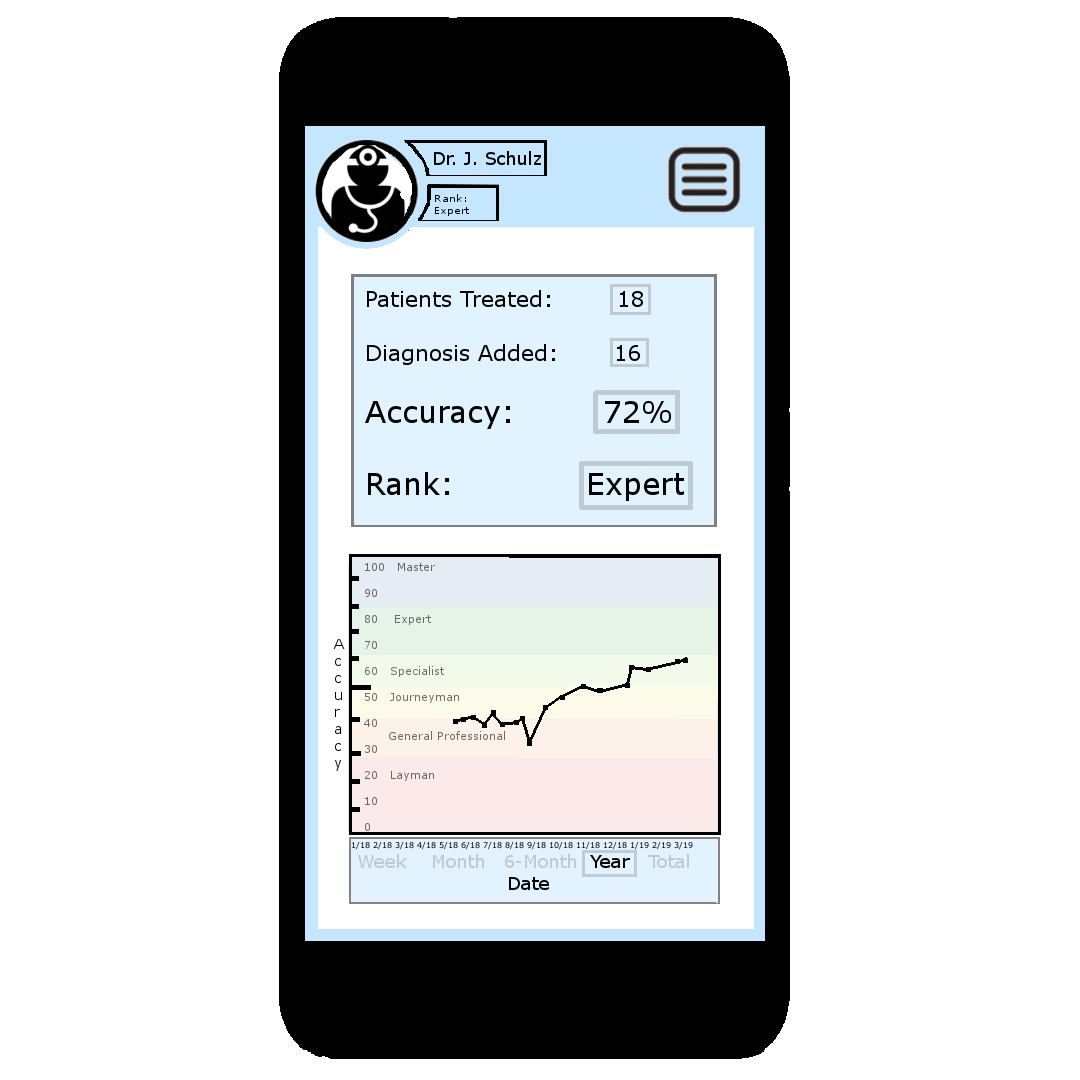 Dr. J. Schulz
Rank:
Expert
Patients Treated: 18
Diagnosis Added: 16
Accuracy: 72%
Rank: Expert
Accuracy
100 Master
90
80 Expert
70
60 Specialist
50 Journeyman
40
General Professional
30
20 Layman
10
0
1/18 2/18 3/18 4/18 5/18 6/18 7/18 8/18 9/18 10/18 11/18 12/18 1/19 2/19 3/19
Week Month 6-Month Year Total
Date